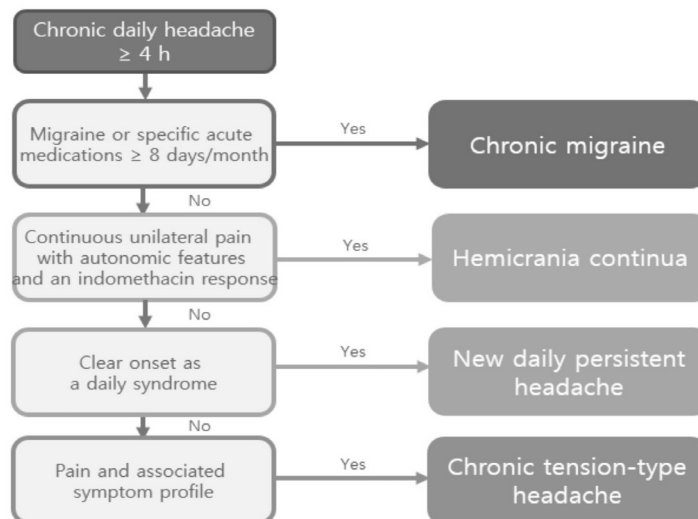 Chronic daily headache
≥ 4 h
Migraine or specific acute
medications ≥ 8 days/month
Yes
Chronic migraine
No
Continuous unilateral pain
with autonomic features
and an indomethacin response
Yes
Hemicrania continua
No
Clear onset as
a daily syndrome
Yes
New daily persistent
headache
No
Pain and associated
symptom profile
Yes
Chronic tension-type
headache